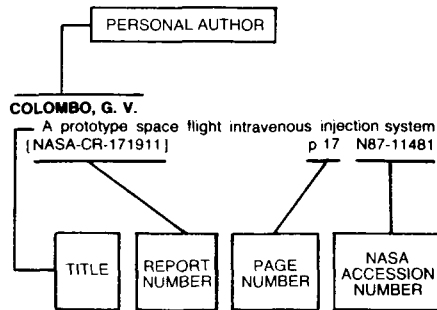 PERSONAL AUTHOR
COLOMBO, G. V.
A prototype space flight intravenous injection system
[NASA-CR-171911] p 17 N87-11481
TITLE
REPORT NUMBER
PAGE NUMBER
NASA ACCESSION NUMBER